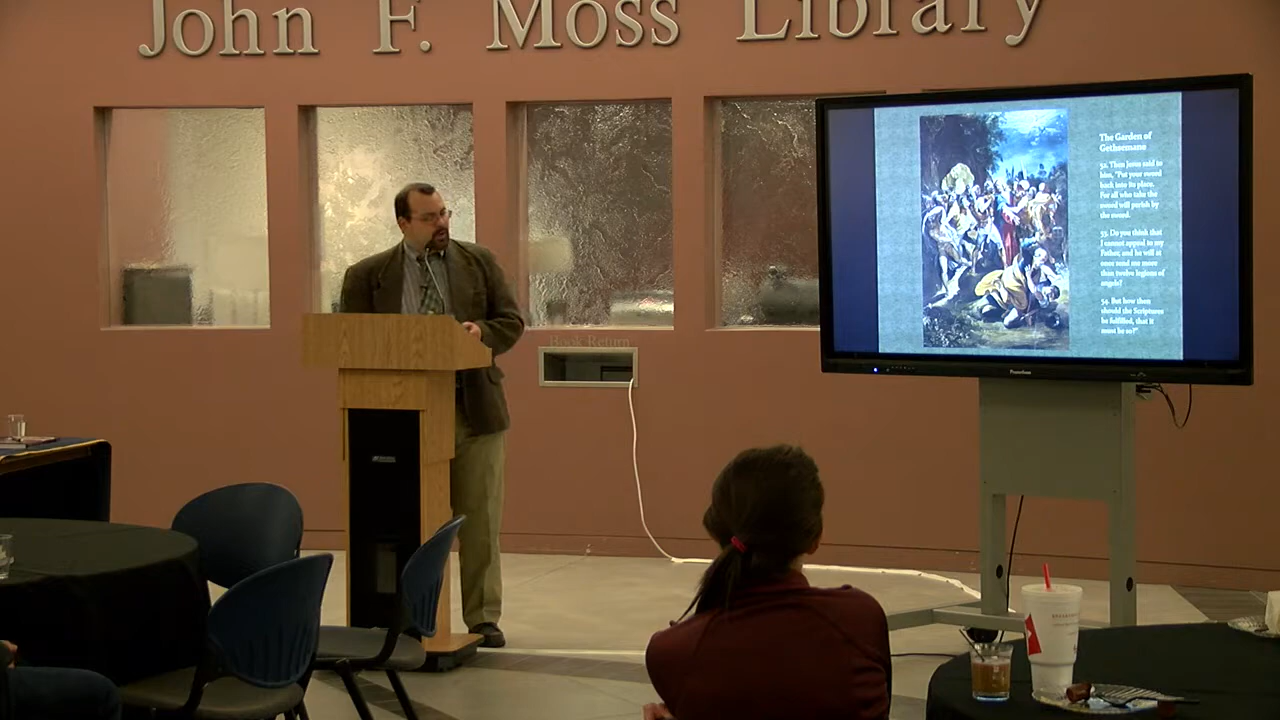 John F. Moss Library
Book Return
The Garden of
Gethsemane
52. Then Jesus said to
him, "Put your sword
back into its place.
For all who take the
sword will perish by
the sword.
53. Do you think that
I cannot appeal to my
Father, and he will at
once send me more
than twelve legions of
angels?
54. But how then
should the Scriptures
be fulfilled, that it
must be so?"
Promethean